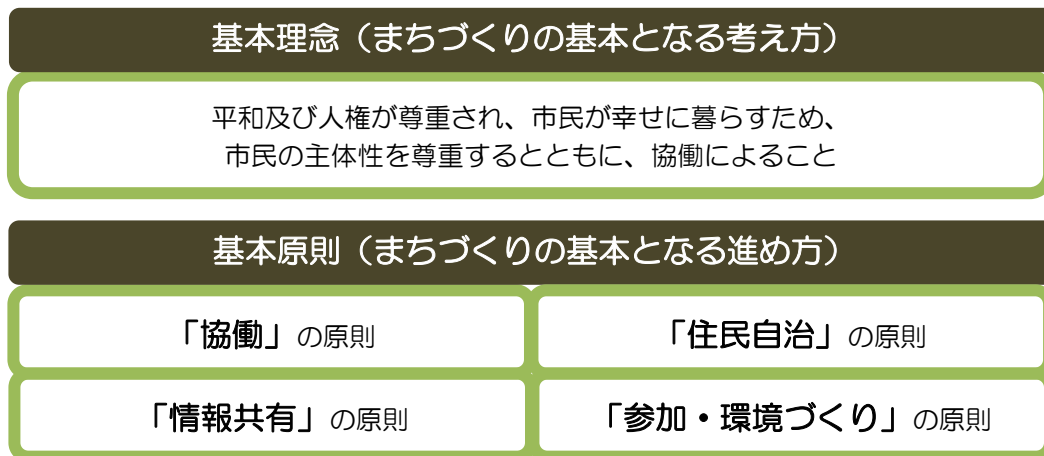 基本理念（まちづくりの基本となる考え方）
平和及び人権が尊重され、市民が幸せに暮らすため、
市民の主体性を尊重するとともに、協働によること
基本原則（まちづくりの基本となる進め方）
「協働」の原則
「住民自治」の原則
「情報共有」の原則
「参加・環境づくり」の原則